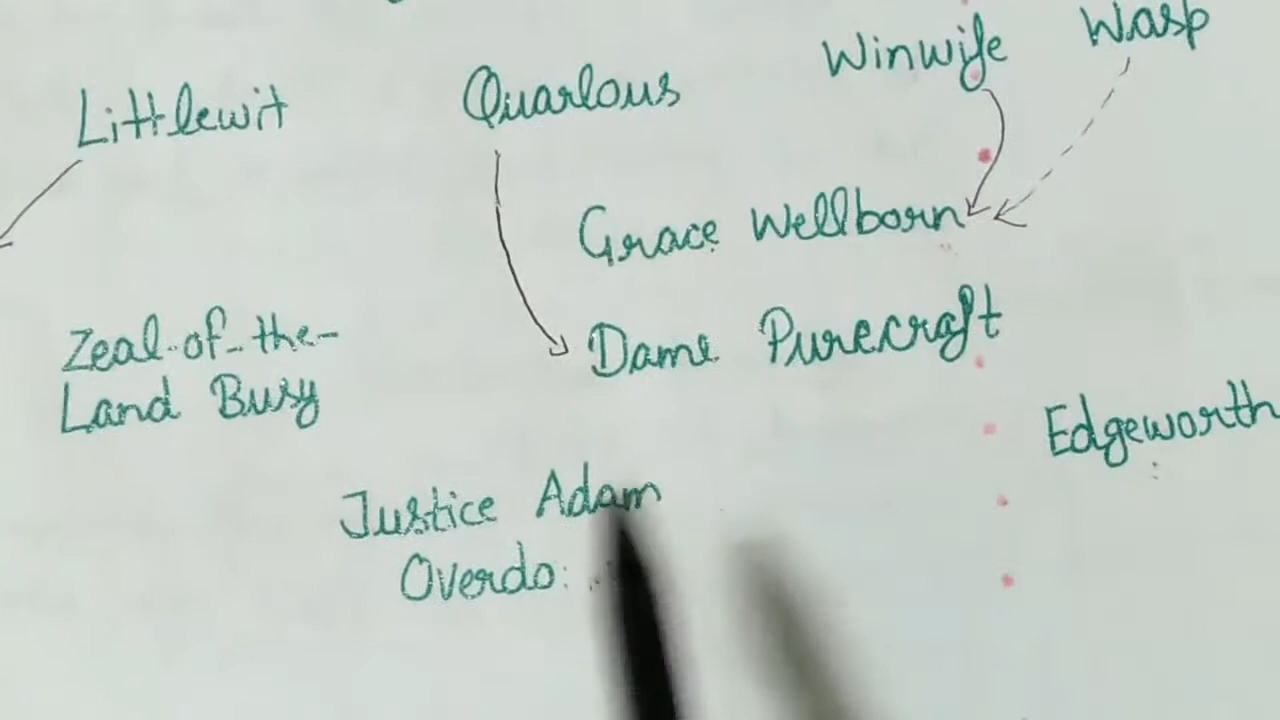 Littlewit
Quarlous
Winwife
Wasp
Grace Wellborn
Zeal-of-the-
Land Busy
Dame Purecraft
Edgeworth
Justice Adam
Overdo: